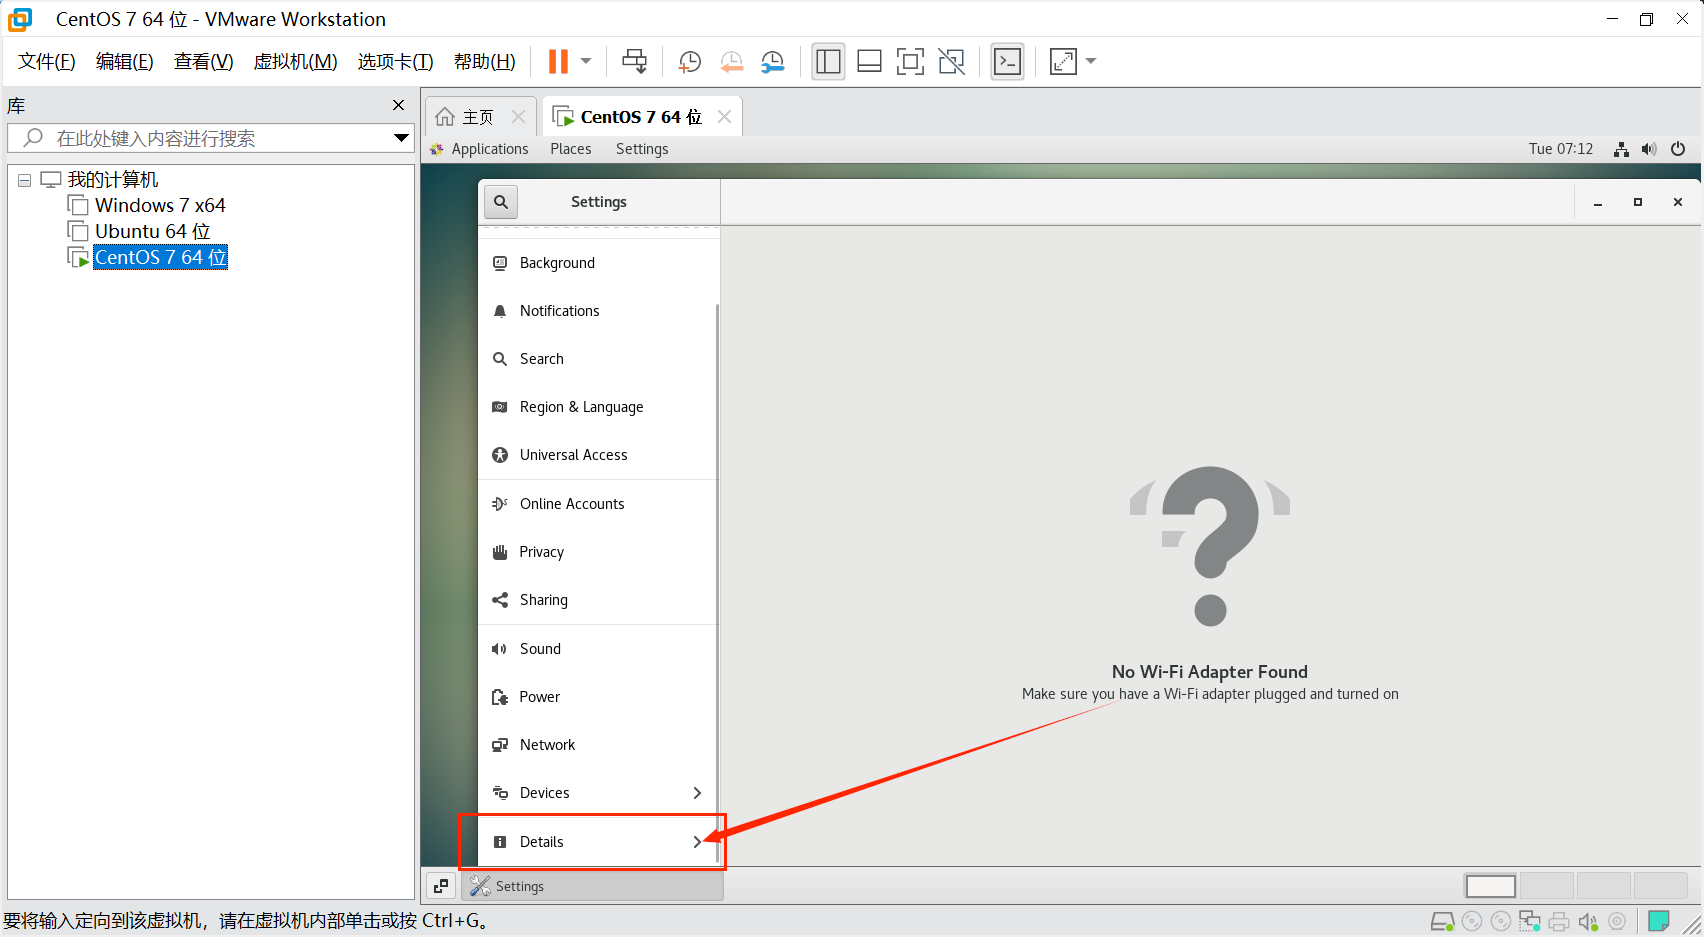 CentOS 7 64 位 - VMware Workstation
文件(F) 编辑(E) 查看(V) 虚拟机(M) 选项卡(T) 帮助(H)
库
在此处键入内容进行搜索
我的计算机
Windows 7 x64
Ubuntu 64 位
CentOS 7 64 位
主页
CentOS 7 64 位
Applications Places Settings
Tue 07:12
Settings
Background
Notifications
Search
Region & Language
Universal Access
Online Accounts
Privacy
Sharing
Sound
Power
Network
Devices
Details
No Wi-Fi Adapter Found
Make sure you have a Wi-Fi adapter plugged and turned on
Settings
要将输入定向到该虚拟机，请在虚拟机内部单击或按 Ctrl+G。